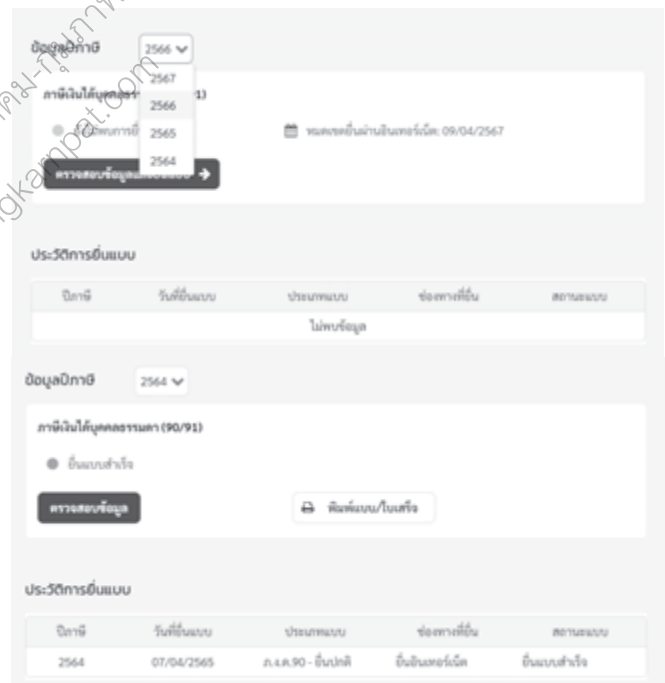 ข้อมูลปีภาษี 2566
2567
2566
2565
2564
ภาษีเงินได้บุคคลธรร
หมดเขตยื่นผ่านอินเทอร์เน็ต: 09/04/2567
ตรวจสอบข้อมูล
ประวัติการยื่นแบบ
ปีภาษี วันที่ยื่นแบบ ประเภทแบบ ช่องทางที่ยื่น สถานะแบบ
ไม่พบข้อมูล
ข้อมูลปีภาษี 2564
ภาษีเงินได้บุคคลธรรมดา (90/91)
ยื่นแบบสำเร็จ
ตรวจสอบข้อมูล พิมพ์แบบ/ใบเสร็จ
ประวัติการยื่นแบบ
ปีภาษี วันที่ยื่นแบบ ประเภทแบบ ช่องทางที่ยื่น สถานะแบบ
2564 07/04/2565 ภ.ง.ด.90 - ยื่นปกติ ยื่นอินเทอร์เน็ต ยื่นแบบสำเร็จ